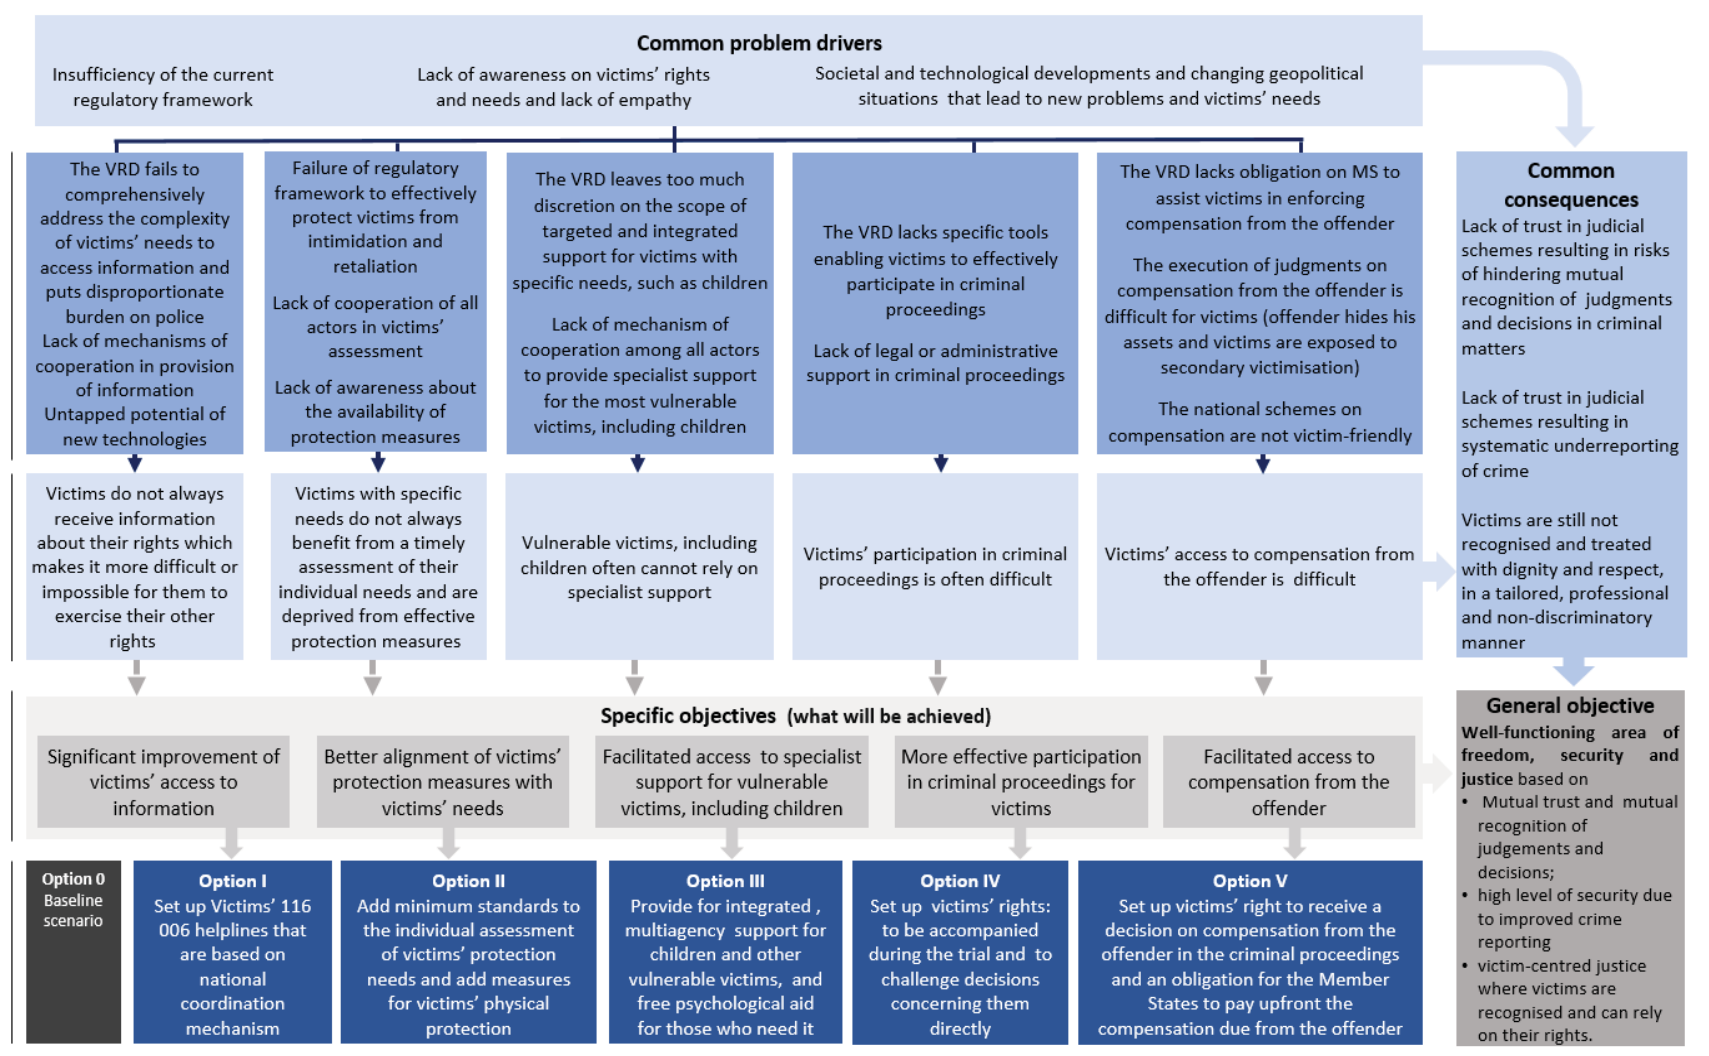 Common problem drivers
Insufficiency of the current
regulatory framework
Lack of awareness on victims’ rights
and needs and lack of empathy
Societal and technological developments and changing geopolitical
situations that lead to new problems and victims’ needs
The VRD fails to
comprehensively
address the complexity
of victims’ needs to
access information and
puts disproportionate
burden on police
Lack of mechanisms of
cooperation in provision
of information
Untapped potential of
new technologies
Failure of regulatory
framework to effectively
protect victims from
intimidation and
retaliation
Lack of cooperation of all
actors in victims’
assessment
Lack of awareness about
the availability of
protection measures
The VRD leaves too much
discretion on the scope of
targeted and integrated
support for victims with
specific needs, such as children
Lack of mechanism of
cooperation among all actors
to provide specialist support
for the most vulnerable
victims, including children
The VRD lacks specific tools
enabling victims to effectively
participate in criminal
proceedings
Lack of legal or administrative
support in criminal proceedings
The VRD lacks obligation on MS to
assist victims in enforcing
compensation from the offender
The execution of judgments on
compensation from the offender is
difficult for victims (offender hides his
assets and victims are exposed to
secondary victimisation)
The national schemes on
compensation are not victim-friendly
Common
consequences
Lack of trust in judicial
schemes resulting in risks
of hindering mutual
recognition of judgments
and decisions in criminal
matters
Lack of trust in judicial
schemes resulting in
systematic underreporting
of crime
Victims are still not
recognised and treated
with dignity and respect,
in a tailored, professional
and non-discriminatory
manner
Victims do not always
receive information
about their rights which
makes it more difficult or
impossible for them to
exercise their other
rights
Victims with specific
needs do not always
benefit from a timely
assessment of their
individual needs and are
deprived from effective
protection measures
Vulnerable victims, including
children often cannot rely on
specialist support
Victims’ participation in criminal
proceedings is often difficult
Victims’ access to compensation from
the offender is difficult
Specific objectives (what will be achieved)
Significant improvement of
victims’ access to
information
Better alignment of victims’
protection measures with
victims’ needs
Facilitated access to specialist
support for vulnerable
victims, including children
More effective participation
in criminal proceedings for
victims
Facilitated access to
compensation from the
offender
General objective
Well-functioning area of
freedom, security and
justice based on
• Mutual trust and mutual
recognition of
judgements and
decisions;
• high level of security due
to improved crime
reporting
• victim-centred justice
where victims are
recognised and can rely
on their rights.
Option 0
Baseline
scenario
Option I
Set up Victims’ 116
006 helplines that
are based on
national
coordination
mechanism
Option II
Add minimum standards to
the individual assessment
of victims’ protection
needs and add measures
for victims’ physical
protection
Option III
Provide for integrated ,
multiagency support for
children and other
vulnerable victims, and
free psychological aid
for those who need it
Option IV
Set up victims’ rights:
to be accompanied
during the trial and to
challenge decisions
concerning them
directly
Option V
Set up victims’ right to receive a
decision on compensation from the
offender in the criminal proceedings
and an obligation for the Member
States to pay upfront the
compensation due from the offender